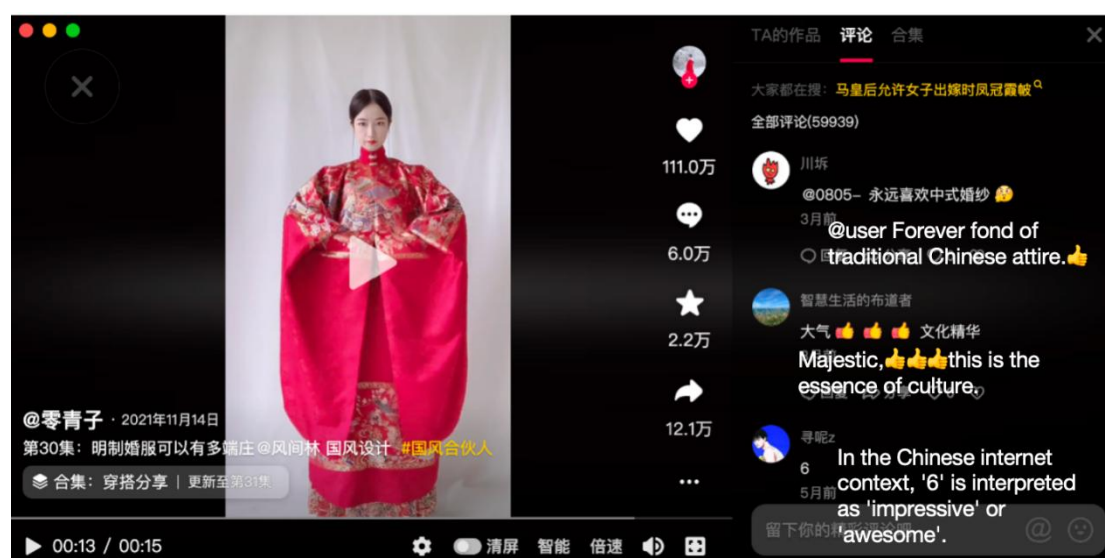 TA的作品 评论 合集
大家都在搜：马皇后允许女子出嫁时凤冠霞帔
全部评论(59939)
川坼
@0805– 永远喜欢中式婚纱
3月前
@user Forever fond of
traditional Chinese attire.👍
智慧生活的布道者
大气 👍 👍 👍 文化精华
Majestic,👍👍👍this is the
essence of culture.
寻呢z
6
5月前
In the Chinese internet
context, '6' is interpreted
as 'impressive' or
'awesome'.
留下你的精彩评论吧
111.0万
6.0万
2.2万
12.1万
@零青子 · 2021年11月14日
第30集：明制婚服可以有多端庄@风间林 国风设计 #国风合伙人
合集：穿搭分享 | 更新至第31集
00:13 / 00:15
清屏 智能 倍速